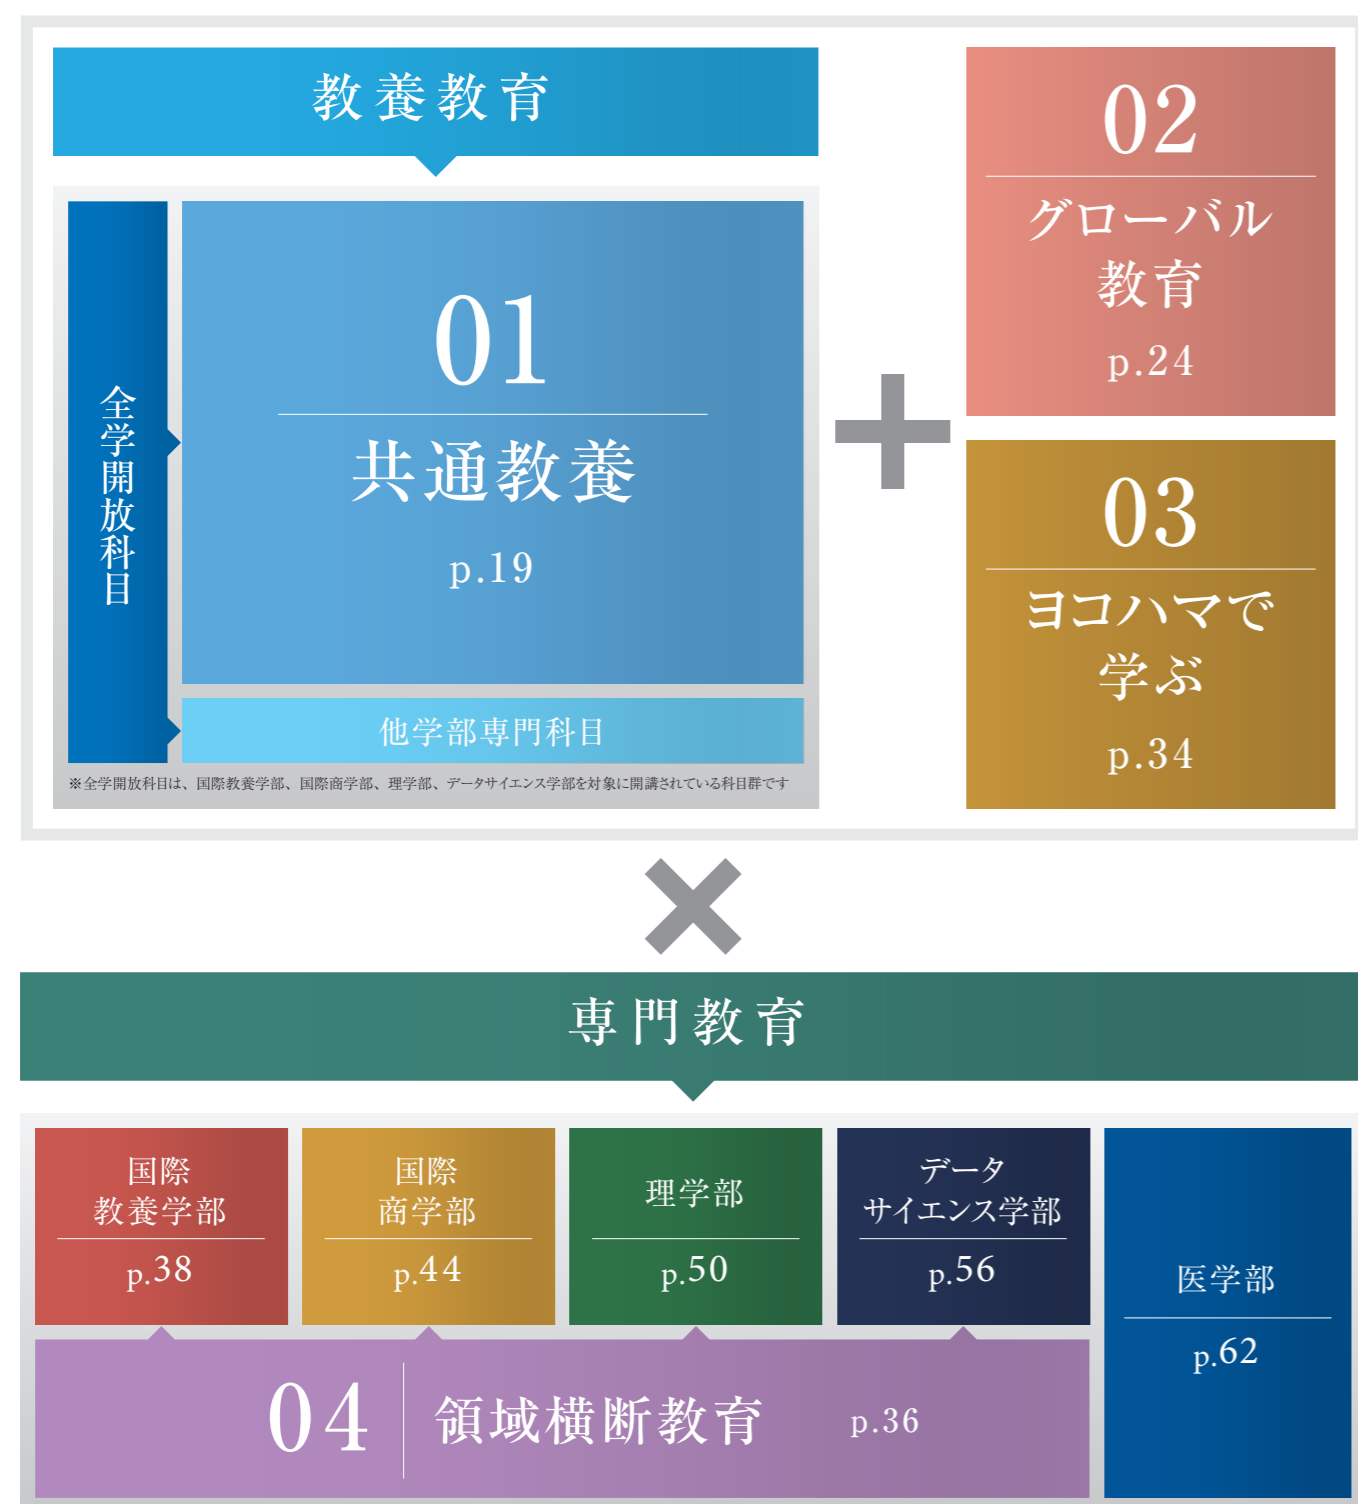 教養教育
全学開放科目
01
共通教養
p.19
他学部専門科目
※全学開放科目は、国際教養学部、国際商学部、理学部、データサイエンス学部を対象に開講されている科目群です
02
グローバル
教育
p.24
03
ヨコハマで
学ぶ
p.34
専門教育
国際
教養学部
p.38
国際
商学部
p.44
理学部
p.50
データ
サイエンス学部
p.56
医学部
p.62
04 領域横断教育 p.36